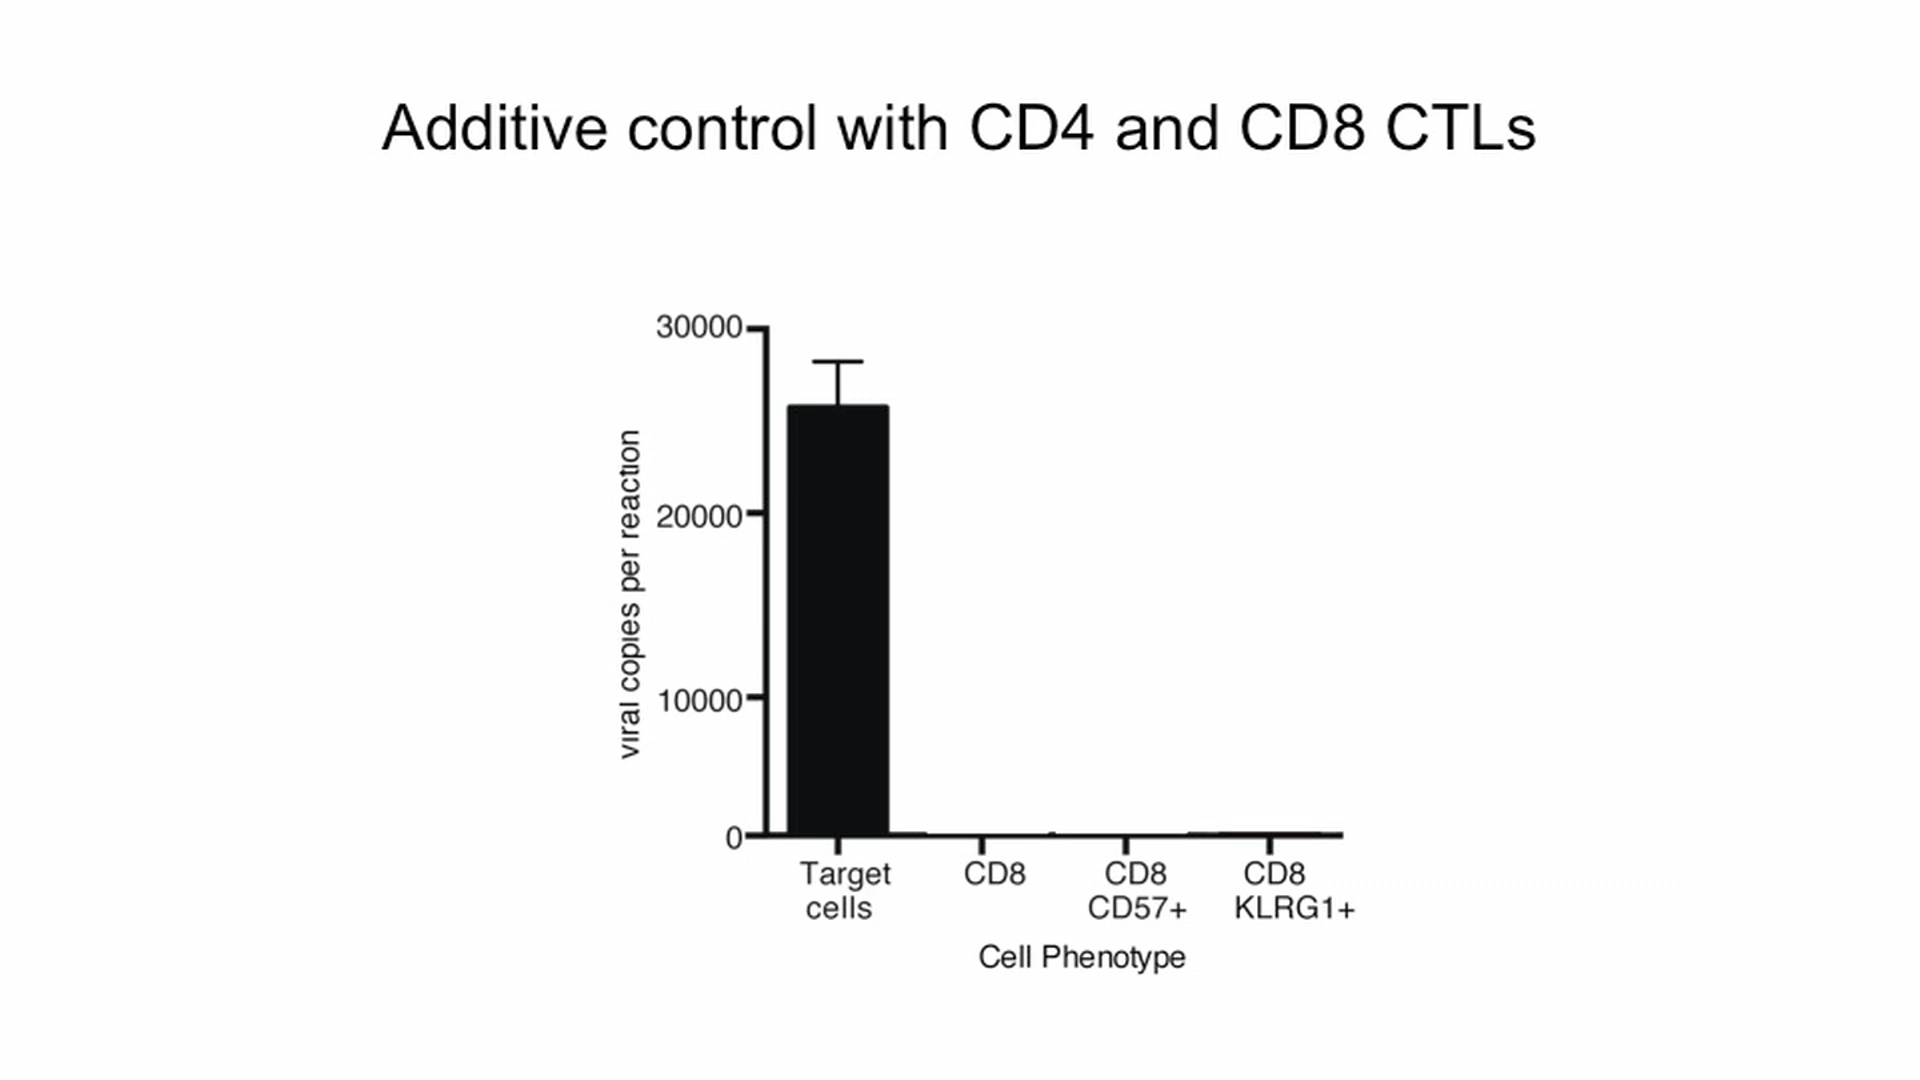 Additive control with CD4 and CD8 CTLs
30000
20000
10000
0
viral copies per reaction
Target cells
CD8
CD8 CD57+
CD8 KLRG1+
Cell Phenotype